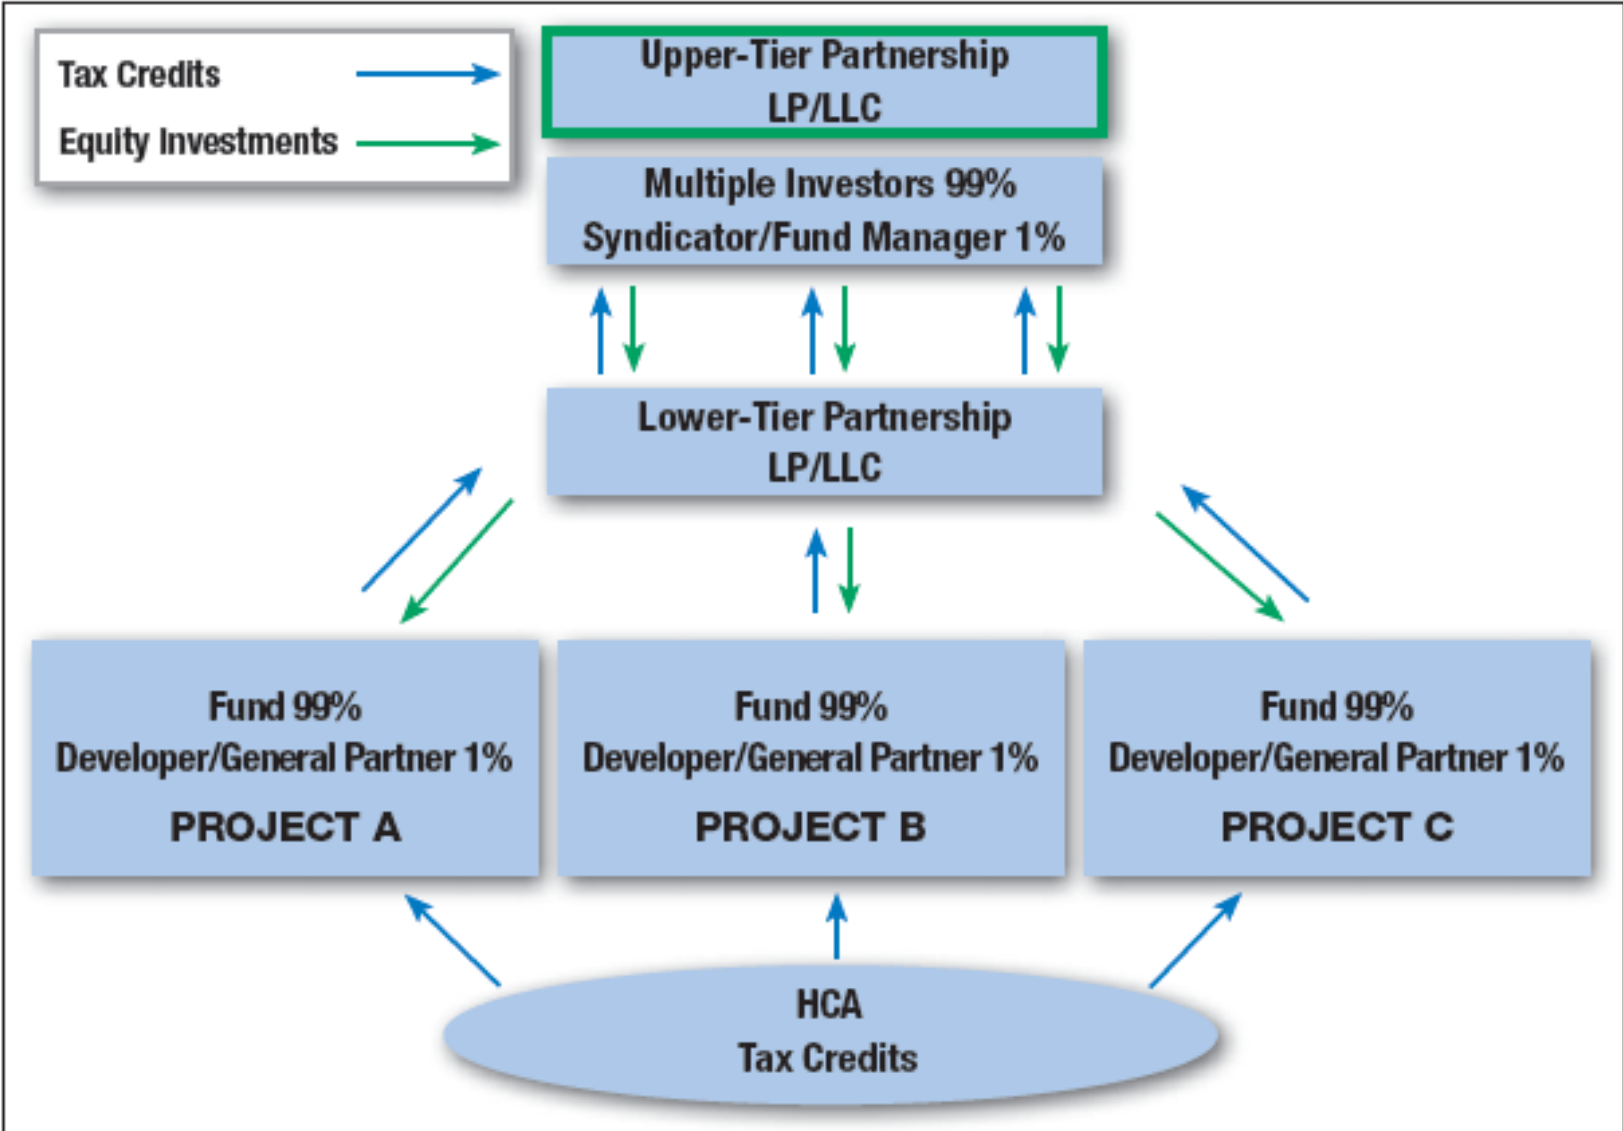 Tax Credits
Equity Investments
Upper-Tier Partnership
LP/LLC
Multiple Investors 99%
Syndicator/Fund Manager 1%
Lower-Tier Partnership
LP/LLC
Fund 99%
Developer/General Partner 1%
PROJECT A
Fund 99%
Developer/General Partner 1%
PROJECT B
Fund 99%
Developer/General Partner 1%
PROJECT C
HCA
Tax Credits